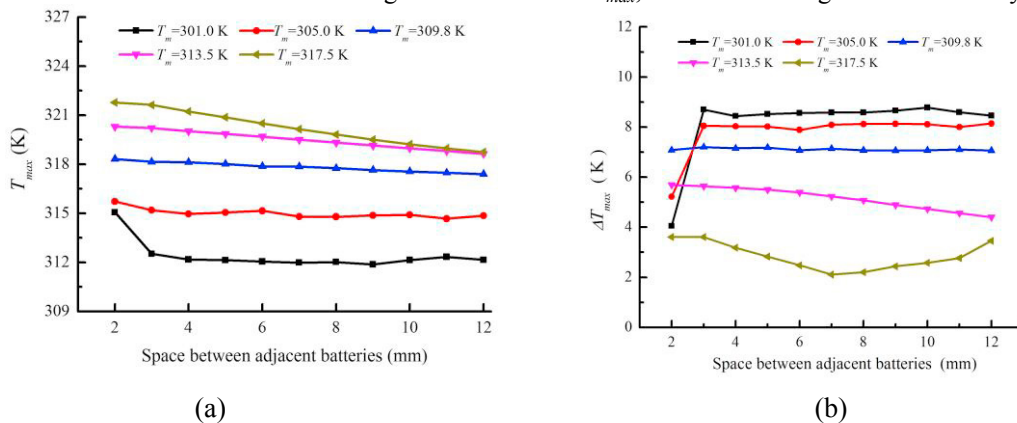 T_max, 
327
324
321
318
315
312
309
T_max (K)
T_m=301.0 K T_m=305.0 K T_m=309.8 K
T_m=313.5 K T_m=317.5 K
2 4 6 8 10 12
Space between adjacent batteries (mm)
(a)
12
10
8
6
4
2
0
ΔT_max ( K )
T_m=301.0 K T_m=305.0 K T_m=309.8 K
T_m=313.5 K T_m=317.5 K
2 4 6 8 10 12
Space between adjacent batteries (mm)
(b)